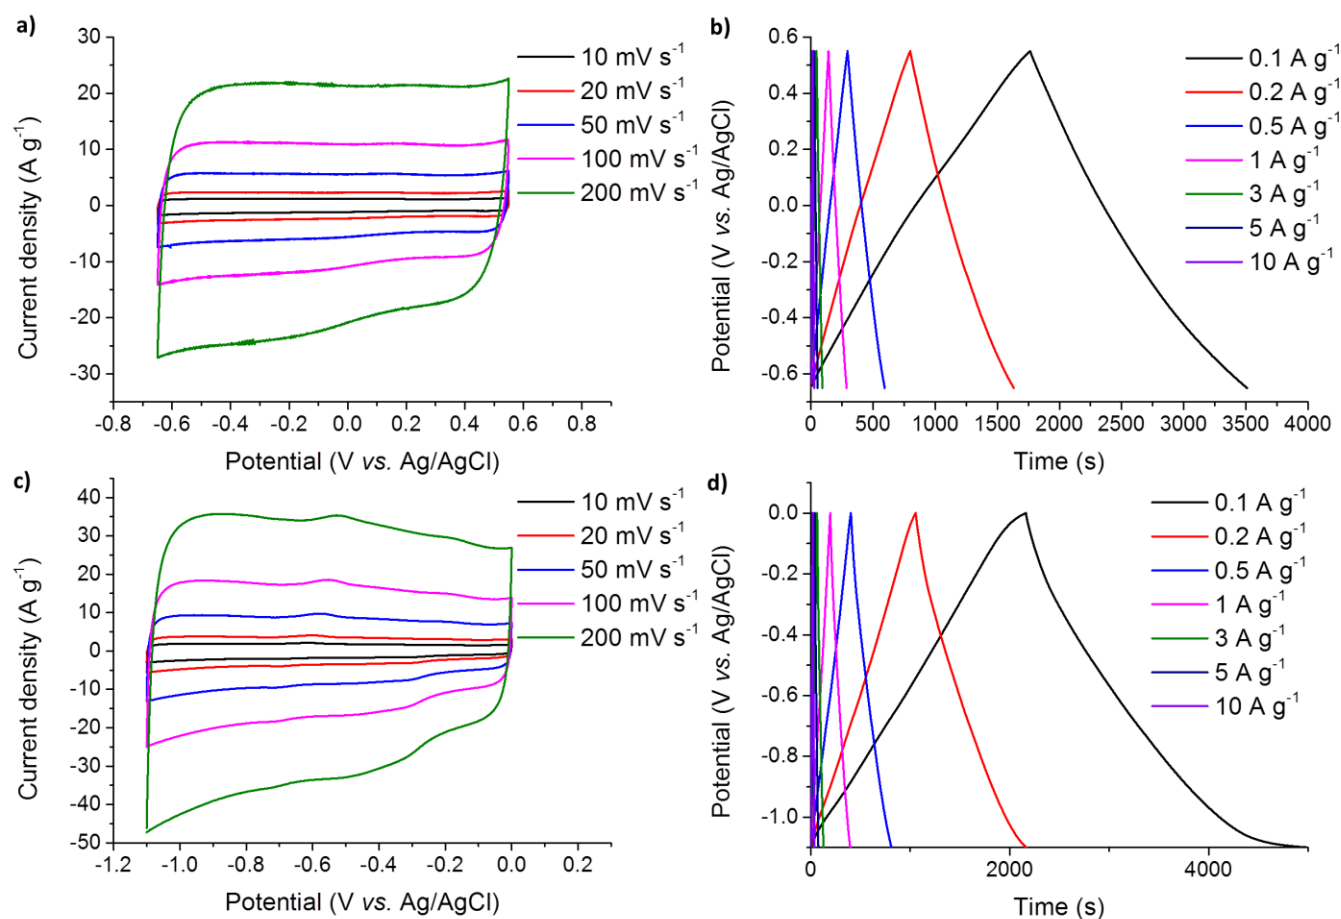 a)
30
20
10
0
-10
-20
-30
-0.8 -0.6 -0.4 -0.2 0.0 0.2 0.4 0.6 0.8
Current density (A g⁻¹)
Potential (V vs. Ag/AgCl)
10 mV s⁻¹
20 mV s⁻¹
50 mV s⁻¹
100 mV s⁻¹
200 mV s⁻¹
b)
0.6
0.4
0.2
0.0
-0.2
-0.4
-0.6
0 500 1000 1500 2000 2500 3000 3500 4000
Potential (V vs. Ag/AgCl)
Time (s)
0.1 A g⁻¹
0.2 A g⁻¹
0.5 A g⁻¹
1 A g⁻¹
3 A g⁻¹
5 A g⁻¹
10 A g⁻¹
c)
40
30
20
10
0
-10
-20
-30
-40
-50
-1.2 -1.0 -0.8 -0.6 -0.4 -0.2 0.0 0.2
Current density (A g⁻¹)
Potential (V vs. Ag/AgCl)
10 mV s⁻¹
20 mV s⁻¹
50 mV s⁻¹
100 mV s⁻¹
200 mV s⁻¹
d)
0.0
-0.2
-0.4
-0.6
-0.8
-1.0
0 2000 4000
Potential (V vs. Ag/AgCl)
Time (s)
0.1 A g⁻¹
0.2 A g⁻¹
0.5 A g⁻¹
1 A g⁻¹
3 A g⁻¹
5 A g⁻¹
10 A g⁻¹